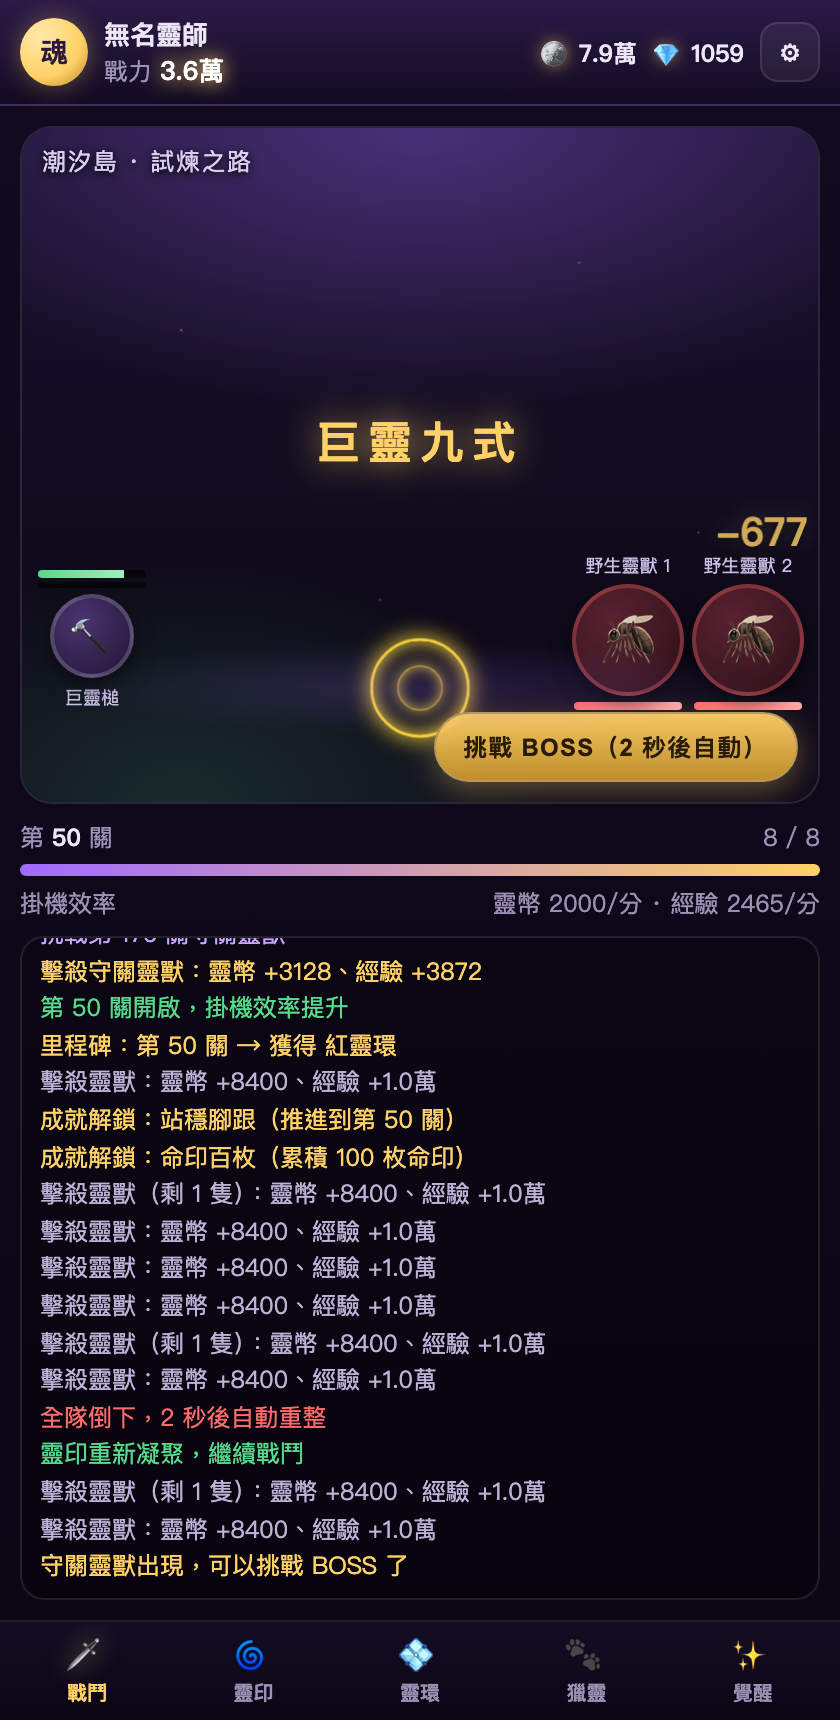 魂
無名靈師
戰力 3.6萬
7.9萬 1059
潮汐島 · 試煉之路
巨靈九式
-677
野生靈獸 1 野生靈獸 2
巨靈槌
挑戰 BOSS（2 秒後自動）
第 50 關 8 / 8
掛機效率 靈幣 2000/分 · 經驗 2465/分
擊殺守關靈獸：靈幣 +3128、經驗 +3872
第 50 關開啟，掛機效率提升
里程碑：第 50 關 → 獲得 紅靈環
擊殺靈獸：靈幣 +8400、經驗 +1.0萬
成就解鎖：站穩腳跟（推進到第 50 關）
成就解鎖：命印百枚（累積 100 枚命印）
擊殺靈獸（剩 1 隻）：靈幣 +8400、經驗 +1.0萬
擊殺靈獸：靈幣 +8400、經驗 +1.0萬
擊殺靈獸：靈幣 +8400、經驗 +1.0萬
擊殺靈獸：靈幣 +8400、經驗 +1.0萬
擊殺靈獸（剩 1 隻）：靈幣 +8400、經驗 +1.0萬
擊殺靈獸：靈幣 +8400、經驗 +1.0萬
全隊倒下，2 秒後自動重整
靈印重新凝聚，繼續戰鬥
擊殺靈獸（剩 1 隻）：靈幣 +8400、經驗 +1.0萬
擊殺靈獸：靈幣 +8400、經驗 +1.0萬
守關靈獸出現，可以挑戰 BOSS 了
戰鬥 靈印 靈環 獵靈 覺醒